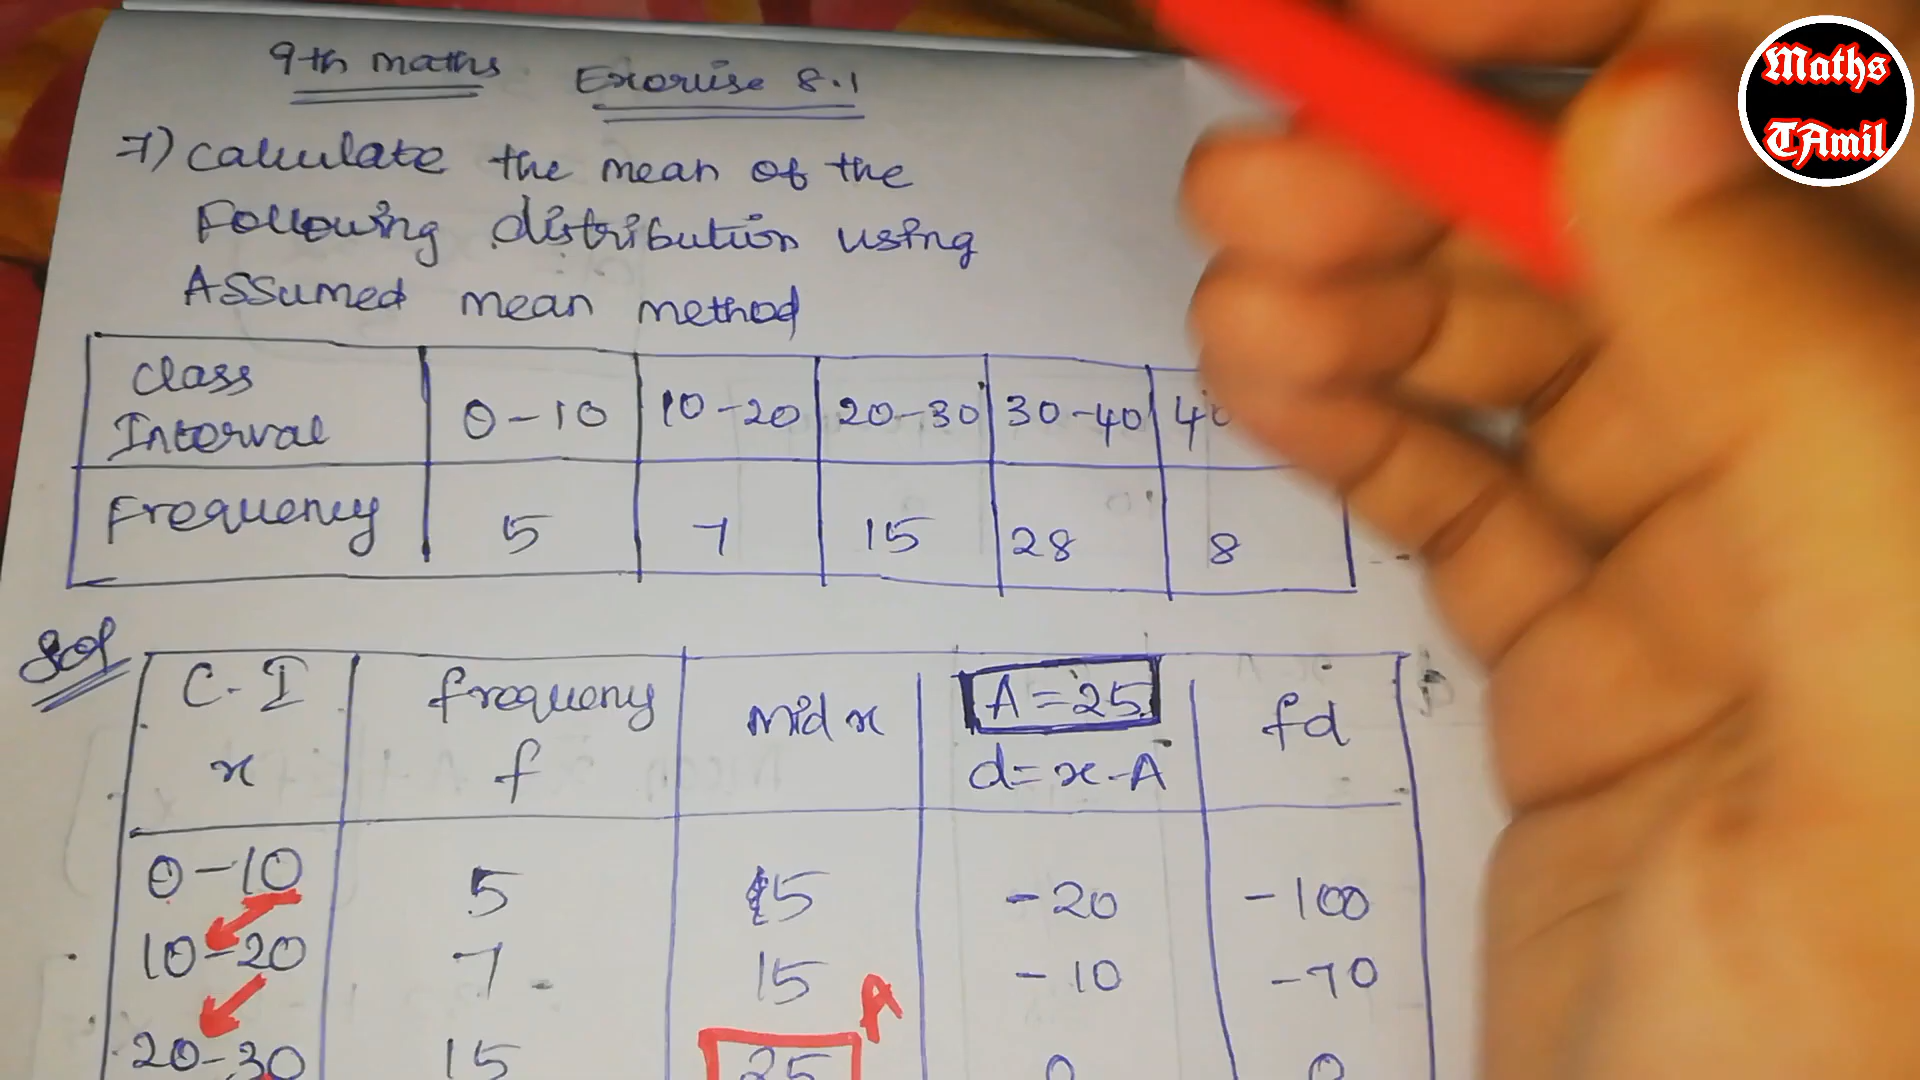 Maths
TAmil
9th maths Exercise 8.1
7) Calculate the mean of the
Following distribution using
Assumed mean method
Class Interval 0-10 10-20 20-30 30-40 40
Frequency 5 7 15 28 8
Sol
C-I x frequeny f mid x A=25 d=x-A fd
0-10 5 5 -20 -100
10-20 7 15 -10 -70
A
20-30 15 25 0 0